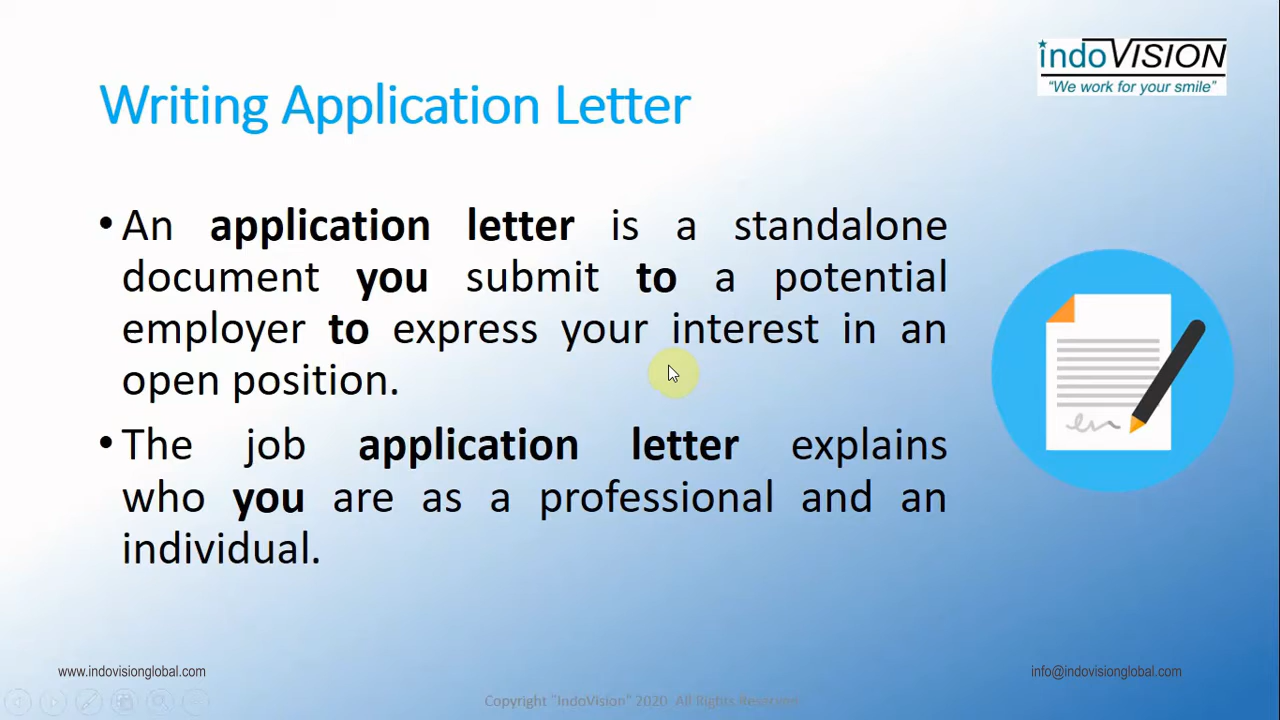 indoVISION
"We work for your smile"
Writing Application Letter
• An application letter is a standalone
document you submit to a potential
employer to express your interest in an
open position.
• The job application letter explains
who you are as a professional and an
individual.
www.indovisionglobal.com
info@indovisionglobal.com
Copyright "IndoVision" 2020 All Rights Reserved